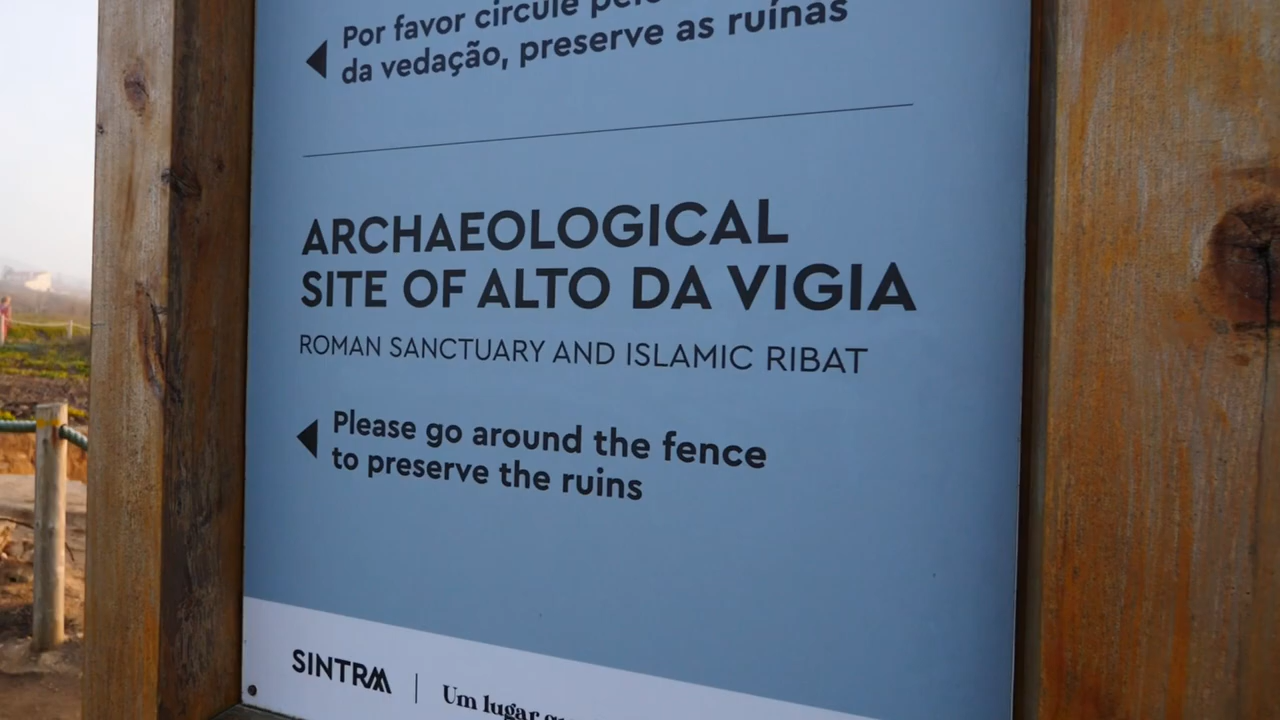 Por favor circule
da vedação, preserve as ruínas
ARCHAEOLOGICAL
SITE OF ALTO DA VIGIA
ROMAN SANCTUARY AND ISLAMIC RIBAT
Please go around the fence
to preserve the ruins
SINTRA
Um lugar